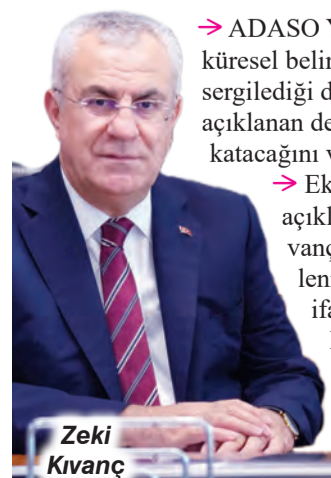 → ADASO Y
küresel belir
sergilediği d
açıklanan de
katacağını v
→ Ek
açıkl
vanç
len
ifa
Zeki
Kıvanç